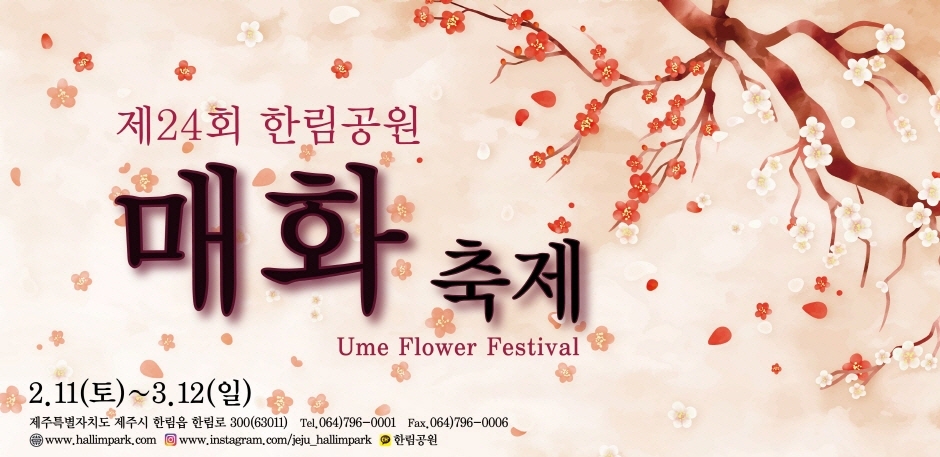 제24회 한림공원
매화 축제
Ume Flower Festival
2.11(토)~3.12(일)
제주특별자치도 제주시 한림읍 한림로 300(63011) Tel.064)796-0001 Fax.064)796-0006
www.hallimpark.com www.instagram.com/jeju_hallimpark 한림공원